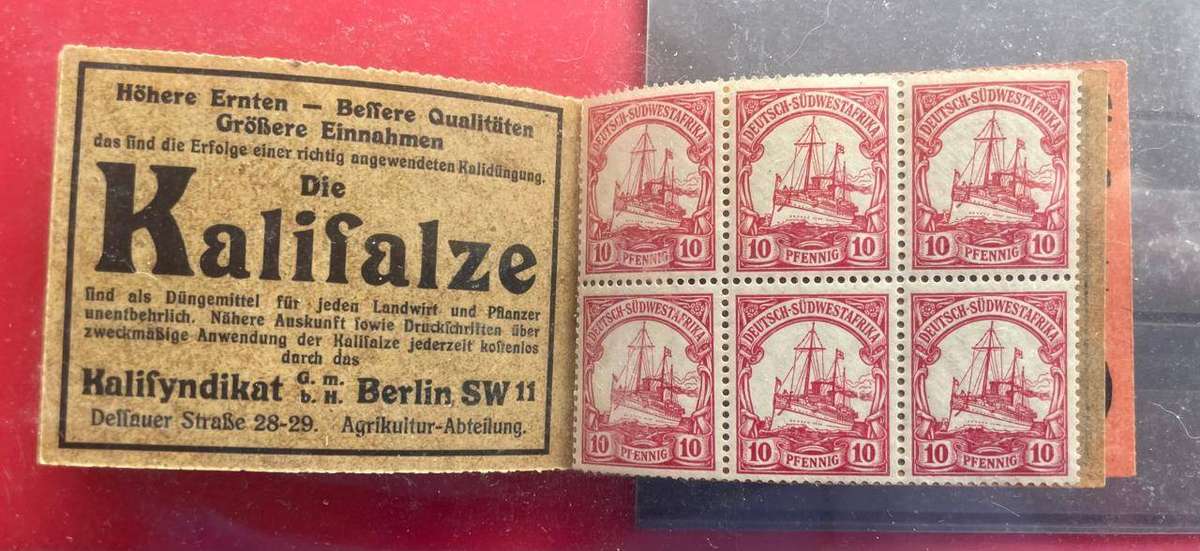 Höhere Ernten — Beſſere Qualitäten
Größere Einnahmen
das ſind die Erfolge einer richtig angewendeten Kalidüngung.
Die
Kaliſalze
ſind als Düngemittel für jeden Landwirt und Pflanzer
unentbehrlich. Nähere Auskunft ſowie Druckſchriften über
zweckmäßige Anwendung der Kaliſalze jederzeit koſtenlos
durch das
Kaliſyndikat G. m. b. H. Berlin, SW 11
Deſſauer Straße 28-29. Agrikultur-Abteilung.
DEUTSCH-SÜDWESTAFRIKA
10 PFENNIG 10
DEUTSCH-SÜDWESTAFRIKA
10 PFENNIG 10
DEUTSCH-SÜDWESTAFRIKA
10 PFENNIG 10
DEUTSCH-SÜDWESTAFRIKA
10 PFENNIG 10
DEUTSCH-SÜDWESTAFRIKA
10 PFENNIG 10
DEUTSCH-SÜDWESTAFRIKA
10 PFENNIG 10